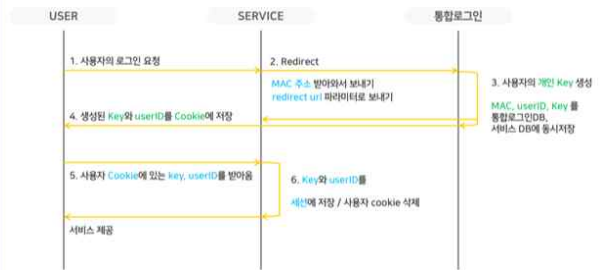 USER
SERVICE
통합로그인
1. 사용자의 로그인 요청
2. Redirect
MAC 주소 받아와서 보내기
redirect url 파라미터로 보내기
3. 사용자의 개인 Key 생성
MAC, userID, Key 를
통합로그인DB,
서비스 DB에 동시저장
4. 생성된 Key와 userID를 Cookie에 저장
5. 사용자 Cookie에 있는 key, userID를 받아옴
6. Key와 userID를
세션에 저장 / 사용자 cookie 삭제
서비스 제공